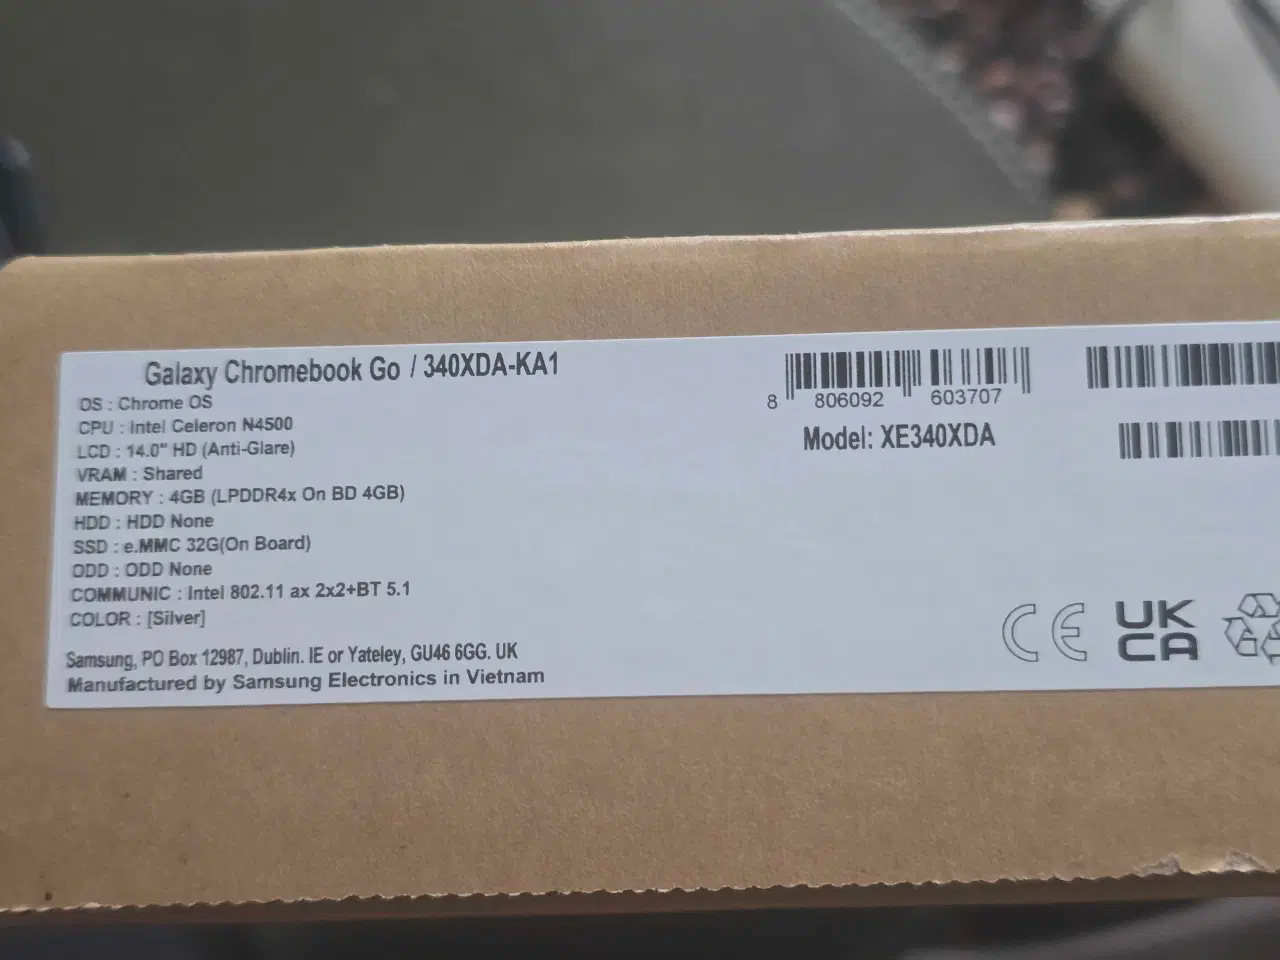 Galaxy Chromebook Go / 340XDA-KA1
OS : Chrome OS
CPU : Intel Celeron N4500
LCD : 14.0" HD (Anti-Glare)
VRAM : Shared
MEMORY : 4GB (LPDDR4x On BD 4GB)
HDD : HDD None
SSD : e.MMC 32G(On Board)
ODD : ODD None
COMMUNIC : Intel 802.11 ax 2x2+BT 5.1
COLOR : [Silver]
Samsung, PO Box 12987, Dublin. IE or Yateley, GU46 6GG. UK
Manufactured by Samsung Electronics in Vietnam
8 806092 603707
Model: XE340XDA
CE
UK
CA